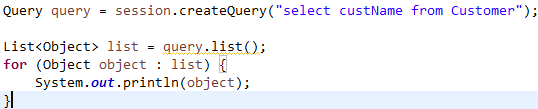 Query query = session.createQuery("select custName from Customer");
List<Object> list = query.list();
for (Object object : list) {
System.out.println(object);
}